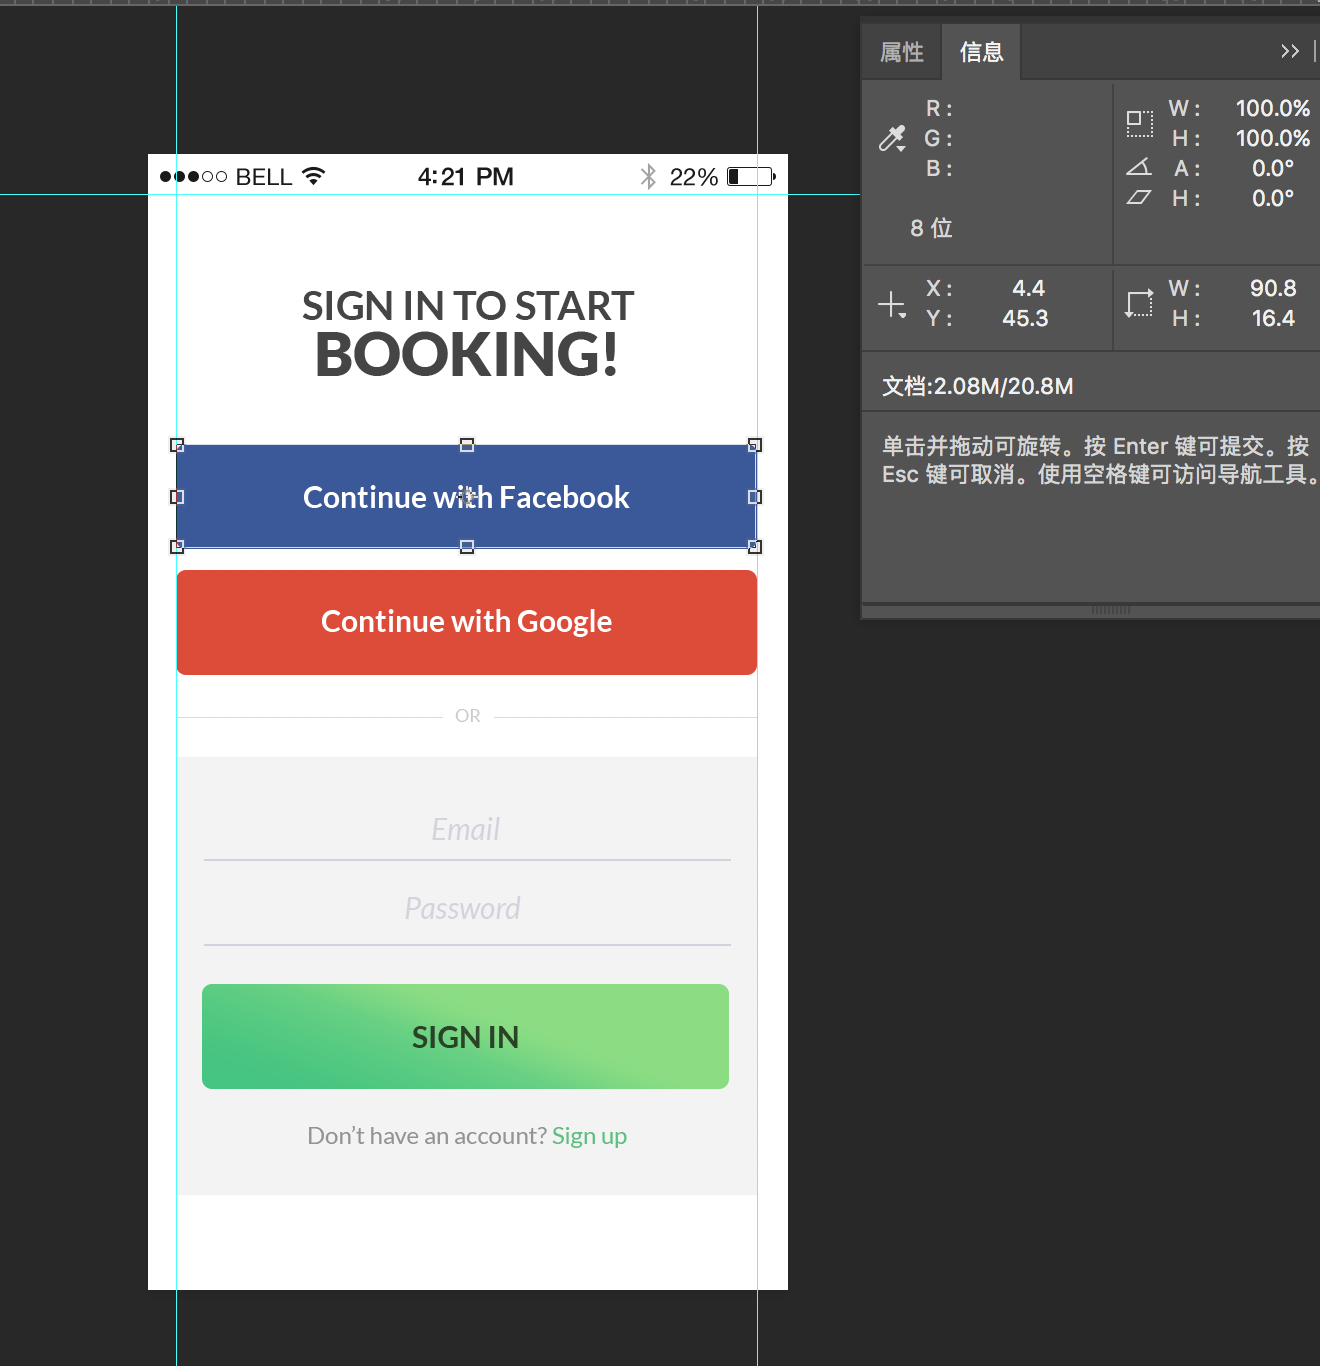 属性 信息
R :
G :
B :
8 位
W : 100.0%
H : 100.0%
A : 0.0°
H : 0.0°
X : 4.4
Y : 45.3
W : 90.8
H : 16.4
文档:2.08M/20.8M
单击并拖动可旋转。按 Enter 键可提交。按
Esc 键可取消。使用空格键可访问导航工具。
BELL 4:21 PM 22%
SIGN IN TO START
BOOKING!
Continue with Facebook
Continue with Google
OR
Email
Password
SIGN IN
Don’t have an account? Sign up